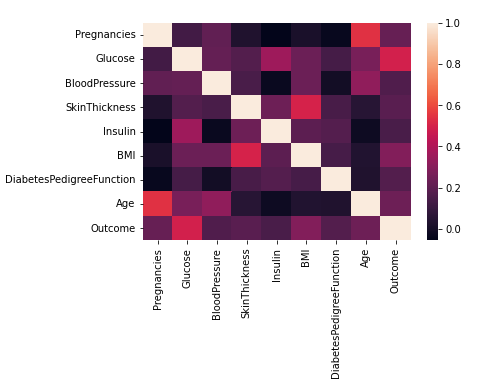 Pregnancies
Glucose
BloodPressure
SkinThickness
Insulin
BMI
DiabetesPedigreeFunction
Age
Outcome
Pregnancies
Glucose
BloodPressure
SkinThickness
Insulin
BMI
DiabetesPedigreeFunction
Age
Outcome
1.0
0.8
0.6
0.4
0.2
0.0